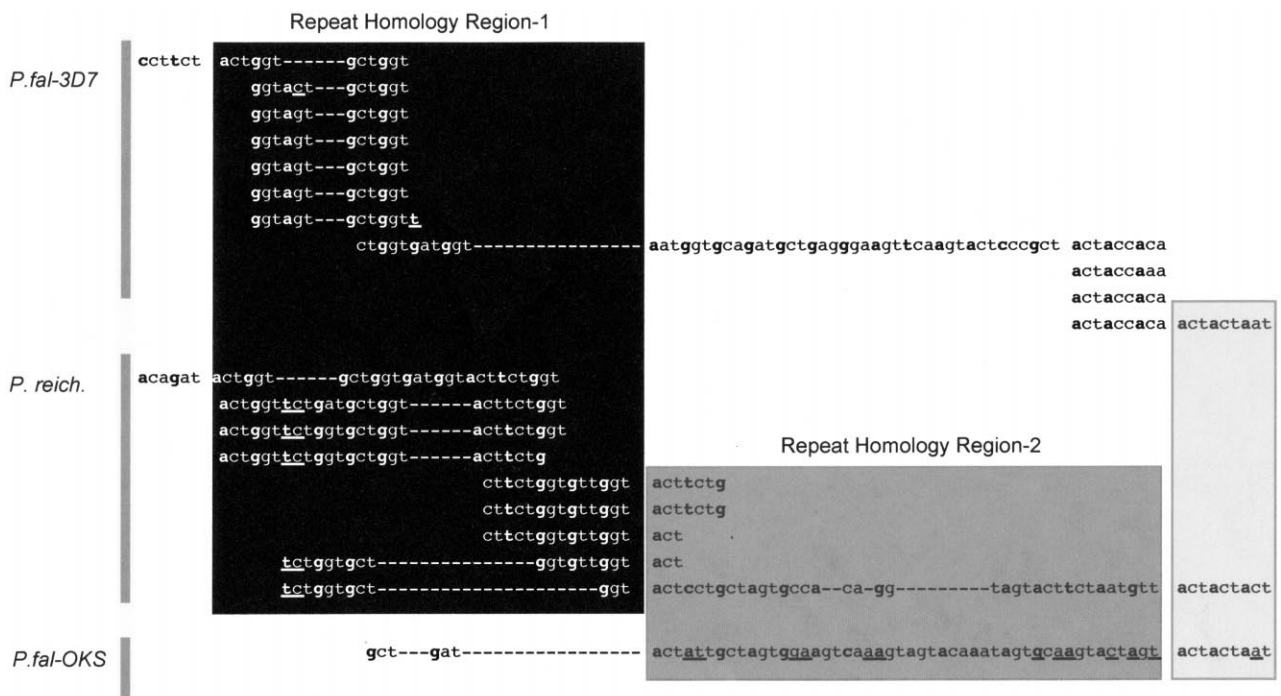 Repeat Homology Region-1
P.fal-3D7
ccttct actggt------gctggt
ggtact---gctggt
ggtagt---gctggt
ggtagt---gctggt
ggtagt---gctggt
ggtagt---gctggt
ggtagt---gctggtt
ctggtgatggt---------------- aatggtgcagatgctgagggaagttcaagtactcccgct actaccaca
actaccaaa
actaccaca
actaccaca actactaat
P. reich.
acagat actggt------gctggtgatggtacttctggt
actggttctgatgctggt------acttctggt
actggttctggtgctggt------acttctggt
actggttctggtgctggt------acttctg
Repeat Homology Region-2
cttctggtgttggt acttctg
cttctggtgttggt acttctg
cttctggtgttggt act
tctggtgct---------------ggtgttggt act
tctggtgct---------------------ggt actcctgctagtgcca--ca-gg---------tagtacttctaatgtt actactact
P.fal-OKS
gct---gat----------------- actattgctagtggaagtcaaagtagtacaaatagtgcaagtactagt actactaat